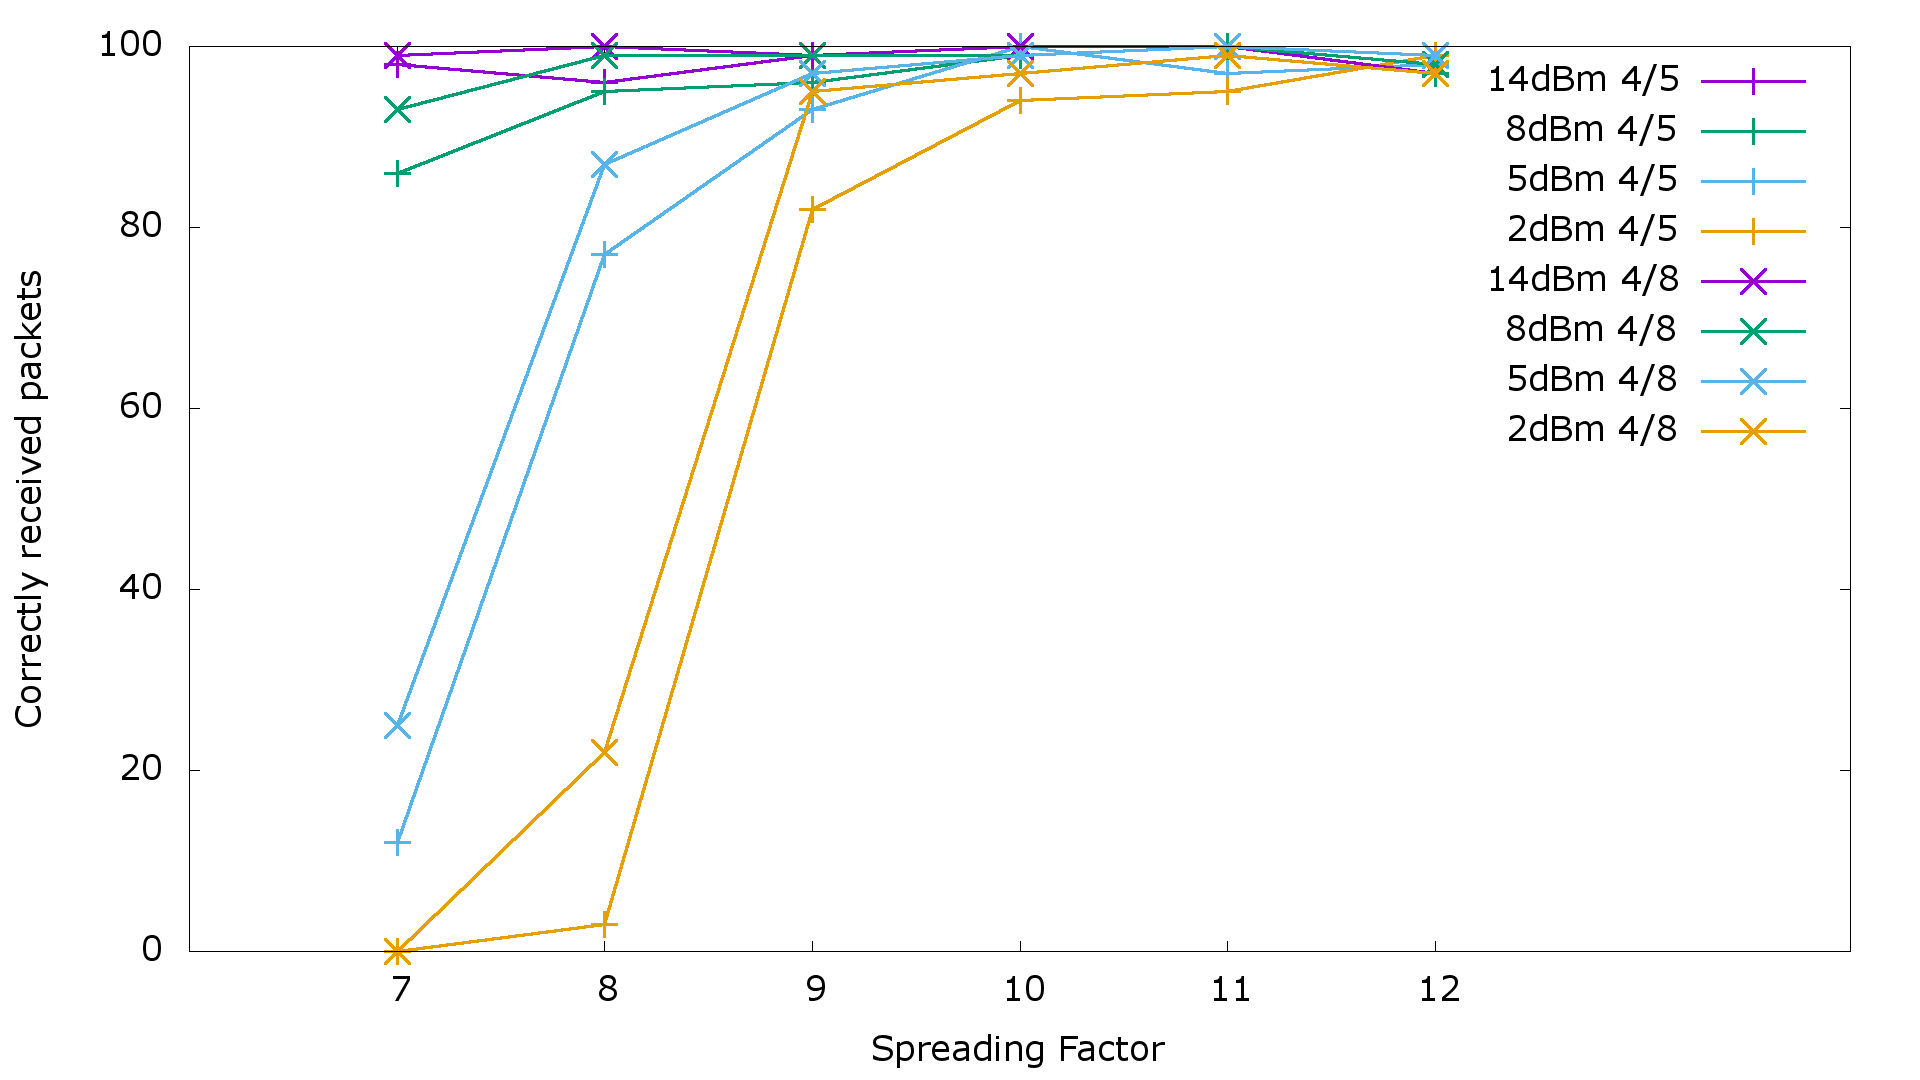 100
80
60
40
20
0
7 8 9 10 11 12
Correctly received packets
Spreading Factor
14dBm 4/5
8dBm 4/5
5dBm 4/5
2dBm 4/5
14dBm 4/8
8dBm 4/8
5dBm 4/8
2dBm 4/8